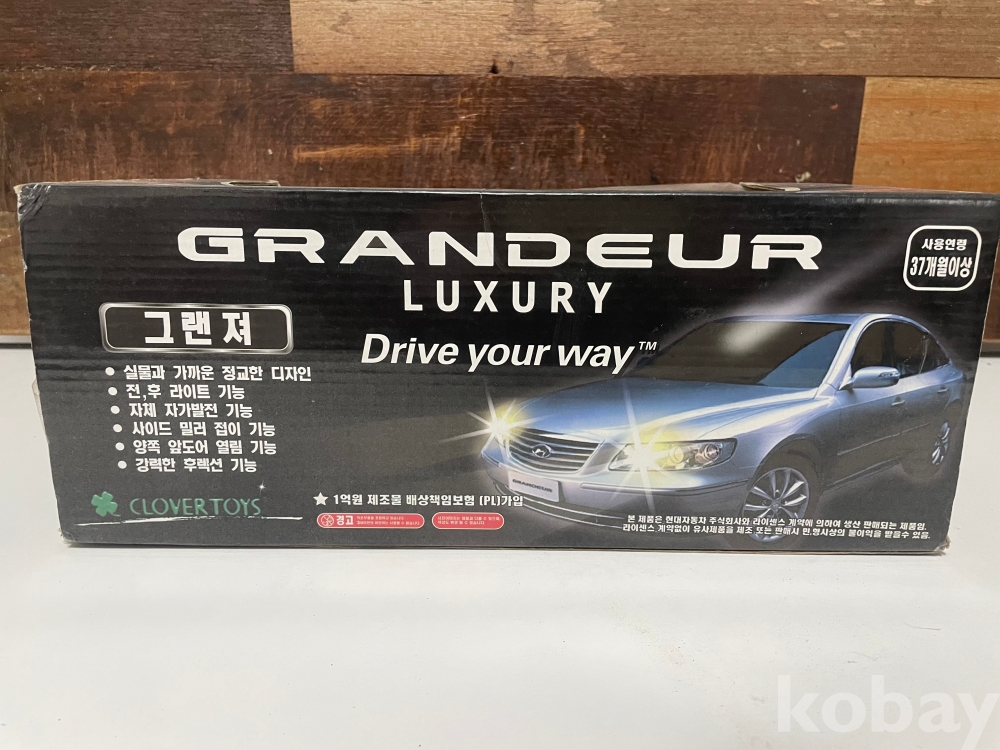 GRANDEUR
LUXURY
Drive your way™
사용연령
37개월이상
그랜져
• 실물과 가까운 정교한 디자인
• 전,후 라이트 기능
• 자체 자가발전 기능
• 사이드 밀러 접이 기능
• 양쪽 앞도어 열림 기능
• 강력한 후렉션 기능
GRANDEUR
CLOVER TOYS
★ 1억원 제조물 배상책임보험 (PL)가입
경고
본 제품은 현대자동차 주식회사와 라이센스 계약에 의하여 생산 판매되는 제품임.
라이센스 계약없이 유사제품을 제조 또는 판매시 민,형사상의 불이익을 받을수 있음.
kobay